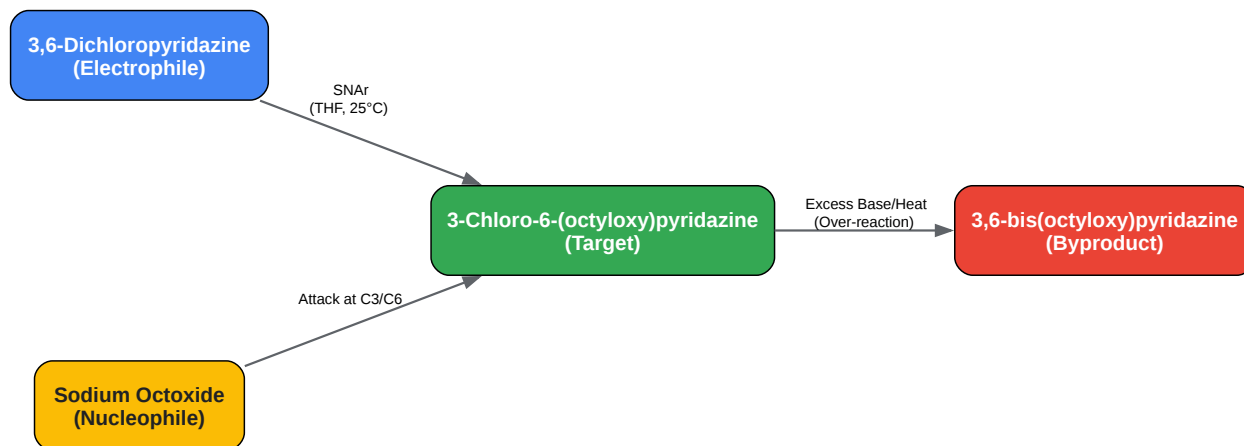 3,6-Dichloropyridazine
(Electrophile)
SNAr
(THF, 25°C)
3-Chloro-6-(octyloxy)pyridazine
(Target)
Excess Base/Heat
(Over-reaction)
3,6-bis(octyloxy)pyridazine
(Byproduct)
Attack at C3/C6
Sodium Octoxide
(Nucleophile)